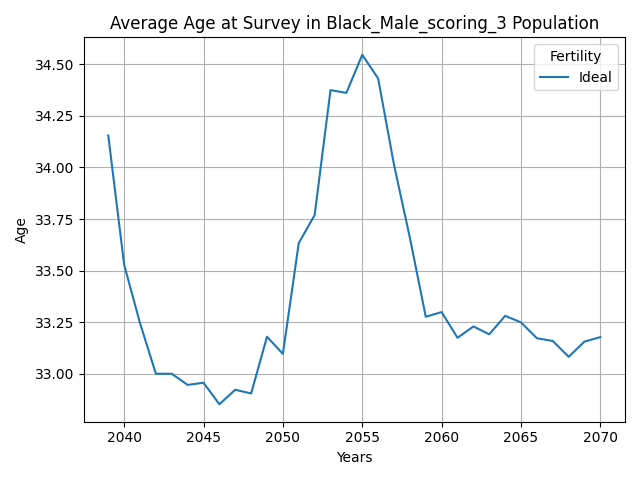 Average Age at Survey in Black_Male_scoring_3 Population
Fertility
Ideal
34.50
34.25
34.00
33.75
33.50
33.25
33.00
Age
2040 2045 2050 2055 2060 2065 2070
Years